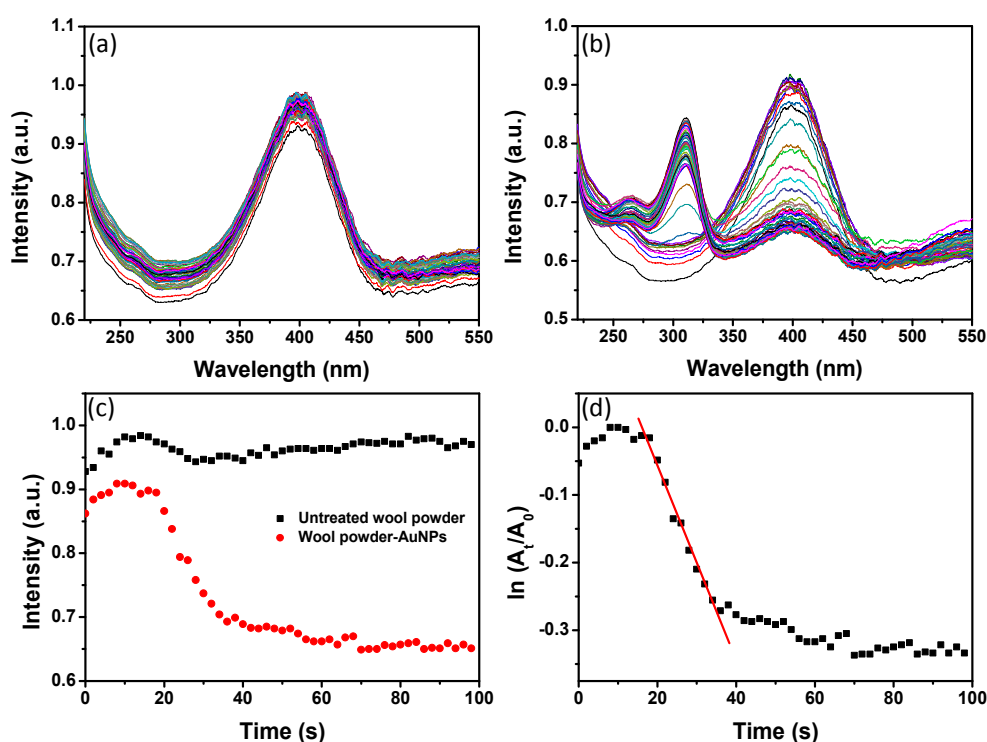 (a)
1.1
1.0
0.9
0.8
0.7
0.6
Intensity (a.u.)
250 300 350 400 450 500 550
Wavelength (nm)
(b)
1.0
0.9
0.8
0.7
0.6
0.5
Intensity (a.u.)
250 300 350 400 450 500 550
Wavelength (nm)
(c)
1.0
0.9
0.8
0.7
0.6
Intensity (a.u.)
Untreated wool powder
Wool powder-AuNPs
0 20 40 60 80 100
Time (s)
(d)
0.0
-0.1
-0.2
-0.3
ln (At/A0)
0 20 40 60 80 100
Time (s)